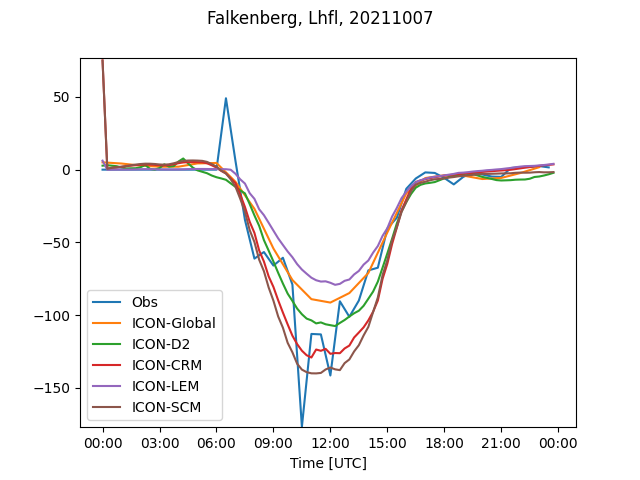 Falkenberg, Lhfl, 20211007
50
0
−50
−100
−150
Obs
ICON-Global
ICON-D2
ICON-CRM
ICON-LEM
ICON-SCM
00:00 03:00 06:00 09:00 12:00 15:00 18:00 21:00 00:00
Time [UTC]